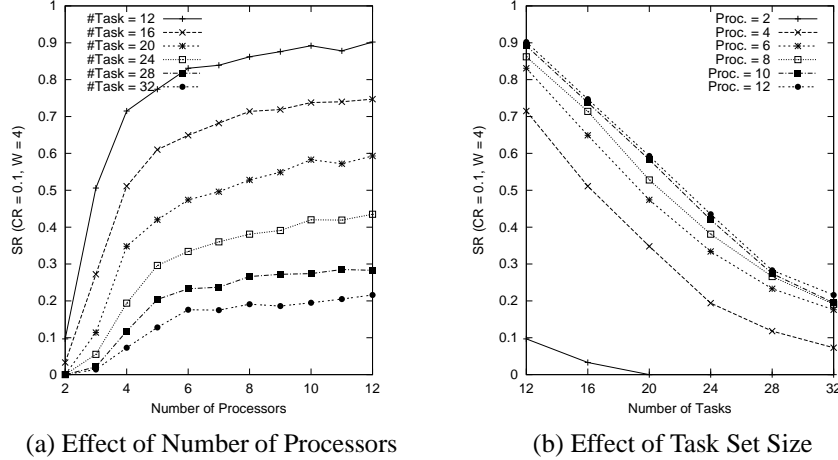 1
0.9
0.8
0.7
0.6
0.5
0.4
0.3
0.2
0.1
0
SR (CR = 0.1, W = 4)
#Task = 12
#Task = 16
#Task = 20
#Task = 24
#Task = 28
#Task = 32
2 4 6 8 10 12
Number of Processors
(a) Effect of Number of Processors
1
0.9
0.8
0.7
0.6
0.5
0.4
0.3
0.2
0.1
0
SR (CR = 0.1, W = 4)
Proc. = 2
Proc. = 4
Proc. = 6
Proc. = 8
Proc. = 10
Proc. = 12
12 16 20 24 28 32
Number of Tasks
(b) Effect of Task Set Size